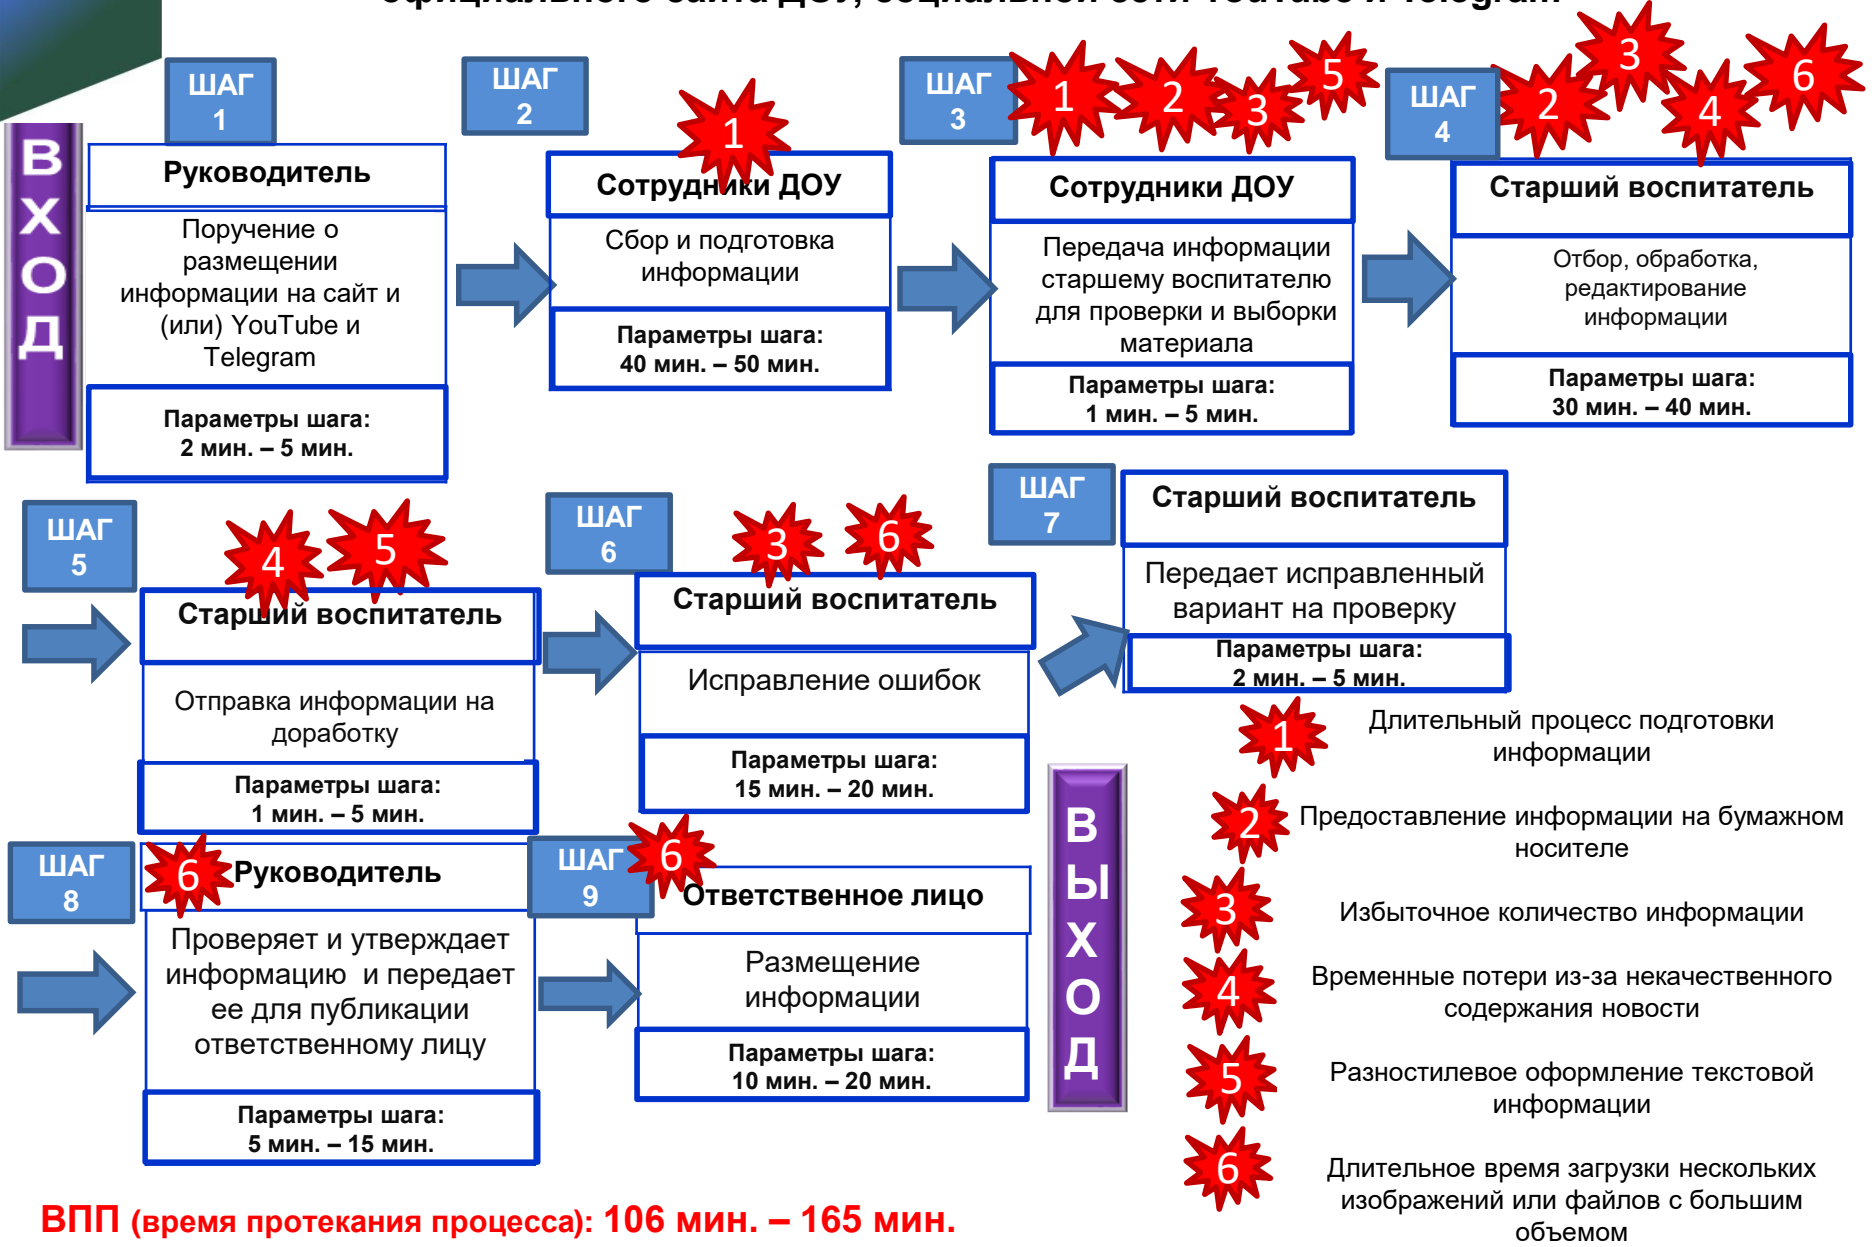 официального сайта ДОУ, социальной сети YouTube и Telegram
ВХОД
ШАГ
1
Руководитель
Поручение о
размещении
информации на сайт и
(или) YouTube и
Telegram
Параметры шага:
2 мин. – 5 мин.
ШАГ
2
1
Сотрудники ДОУ
Сбор и подготовка
информации
Параметры шага:
40 мин. – 50 мин.
ШАГ
3
1
2
3
5
Сотрудники ДОУ
Передача информации
старшему воспитателю
для проверки и выборки
материала
Параметры шага:
1 мин. – 5 мин.
ШАГ
4
2
3
4
6
Старший воспитатель
Отбор, обработка,
редактирование
информации
Параметры шага:
30 мин. – 40 мин.
ШАГ
5
4
5
Старший воспитатель
Отправка информации на
доработку
Параметры шага:
1 мин. – 5 мин.
ШАГ
6
3
6
Старший воспитатель
Исправление ошибок
Параметры шага:
15 мин. – 20 мин.
ШАГ
7
Старший воспитатель
Передает исправленный
вариант на проверку
Параметры шага:
2 мин. – 5 мин.
ШАГ
8
6
Руководитель
Проверяет и утверждает
информацию и передает
ее для публикации
ответственному лицу
Параметры шага:
5 мин. – 15 мин.
ШАГ
9
6
Ответственное лицо
Размещение
информации
Параметры шага:
10 мин. – 20 мин.
ВЫХОД
1
Длительный процесс подготовки
информации
2
Предоставление информации на бумажном
носителе
3
Избыточное количество информации
4
Временные потери из-за некачественного
содержания новости
5
Разностилевое оформление текстовой
информации
6
Длительное время загрузки нескольких
изображений или файлов с большим
объемом
ВПП (время протекания процесса): 106 мин. – 165 мин.